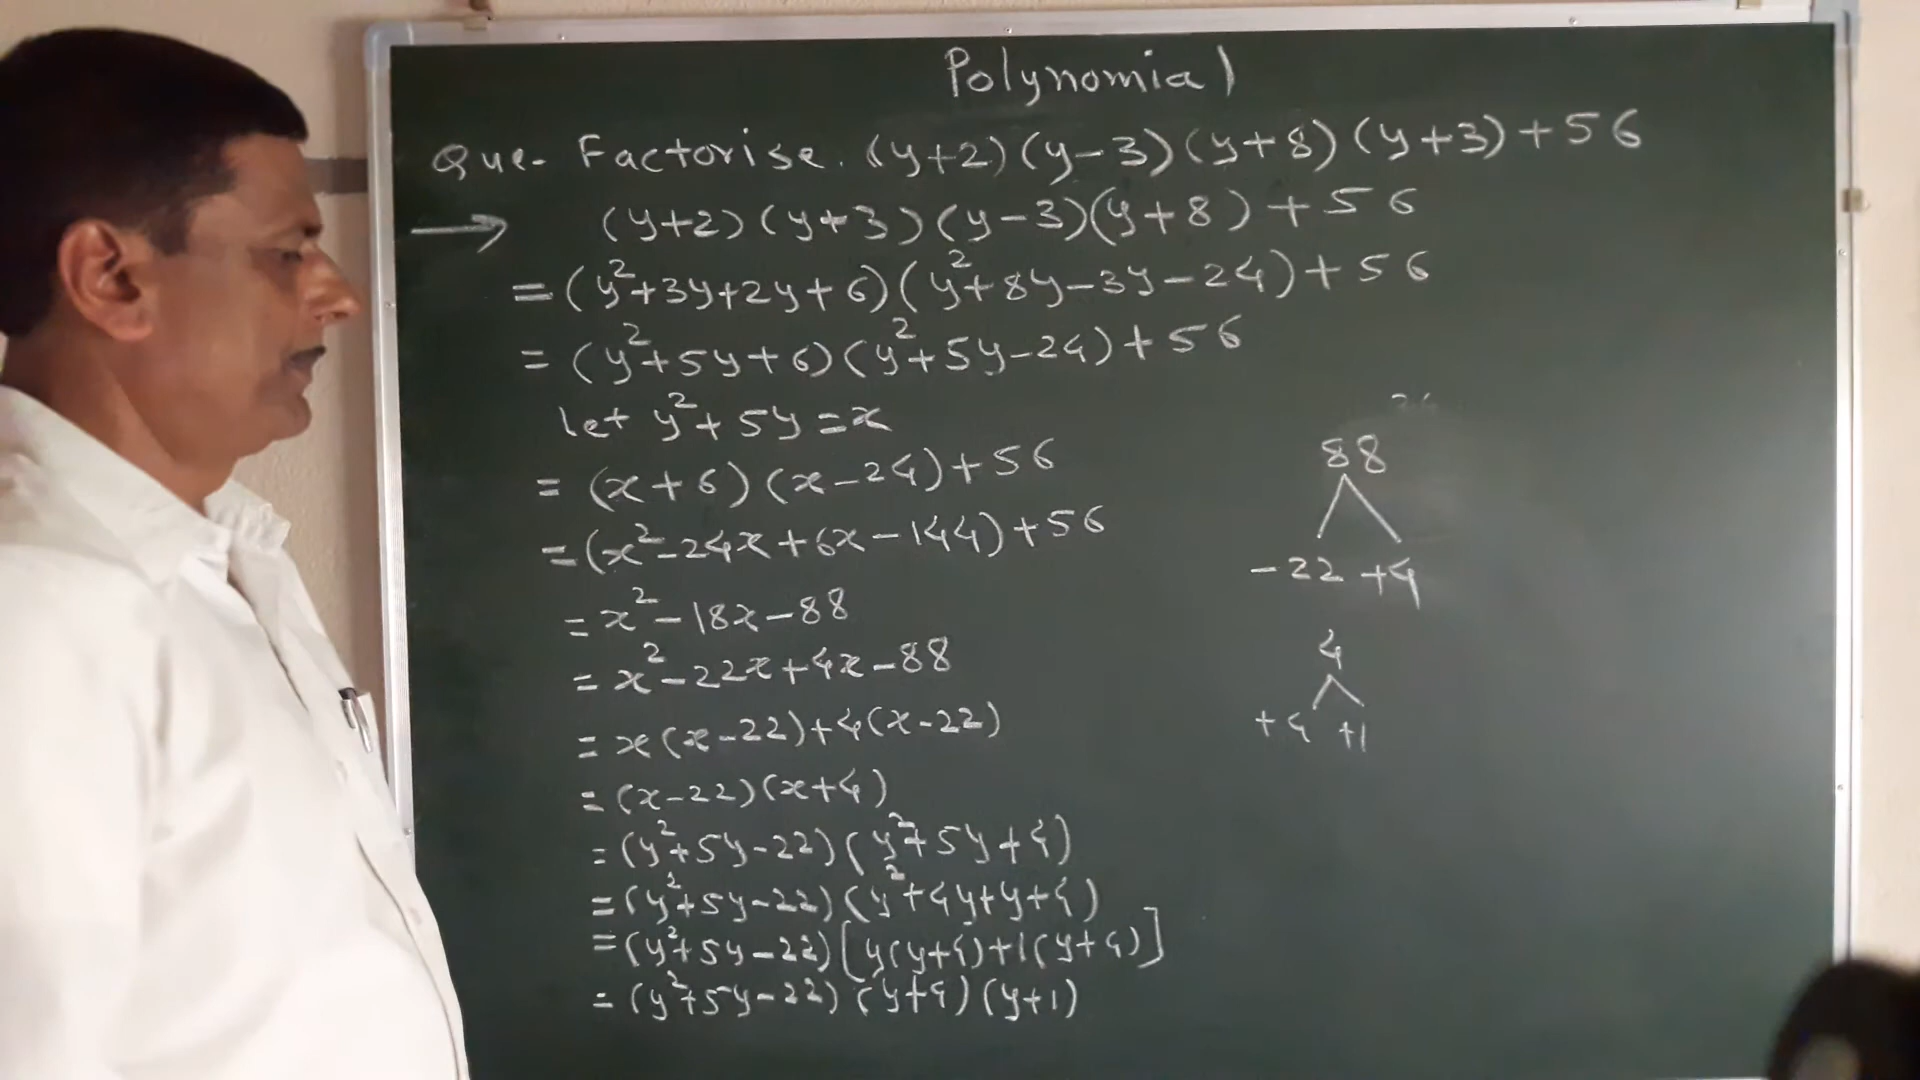 Polynomial
Que- Factorise. (y+2)(y-3)(y+8)(y+3)+56
→ (y+2)(y+3)(y-3)(y+8)+56
=(y²+3y+2y+6)(y²+8y-3y-24)+56
=(y²+5y+6)(y²+5y-24)+56
let y²+5y=x
=(x+6)(x-24)+56
=(x²-24x+6x-144)+56
=x²-18x-88
=x²-22x+4x-88
=x(x-22)+4(x-22)
=(x-22)(x+4)
=(y²+5y-22)(y²+5y+4)
=(y²+5y-22)(y²+4y+y+4)
=(y²+5y-22)[y(y+4)+1(y+4)]
=(y²+5y-22)(y+4)(y+1)
88
-22 +4
4
+4 +1